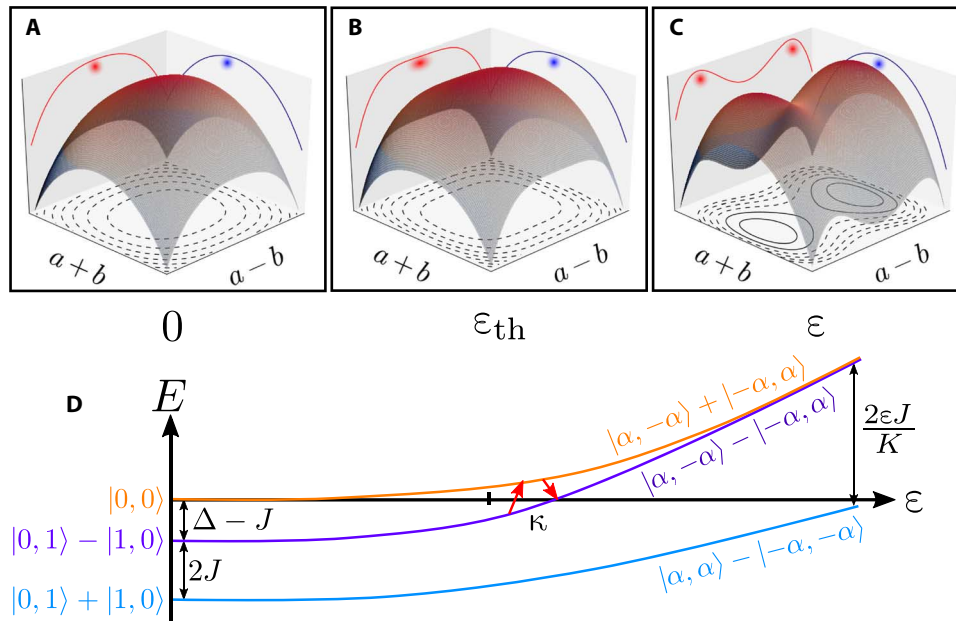 A
B
C
a + b
a − b
a + b
a − b
a + b
a − b
0
ε_th
ε
D
E
|α, −α⟩ + |−α, α⟩
|α, −α⟩ − |−α, α⟩
2εJ
K
|0, 0⟩
ε
Δ − J
κ
|0, 1⟩ − |1, 0⟩
2J
|α, α⟩ − |−α, −α⟩
|0, 1⟩ + |1, 0⟩